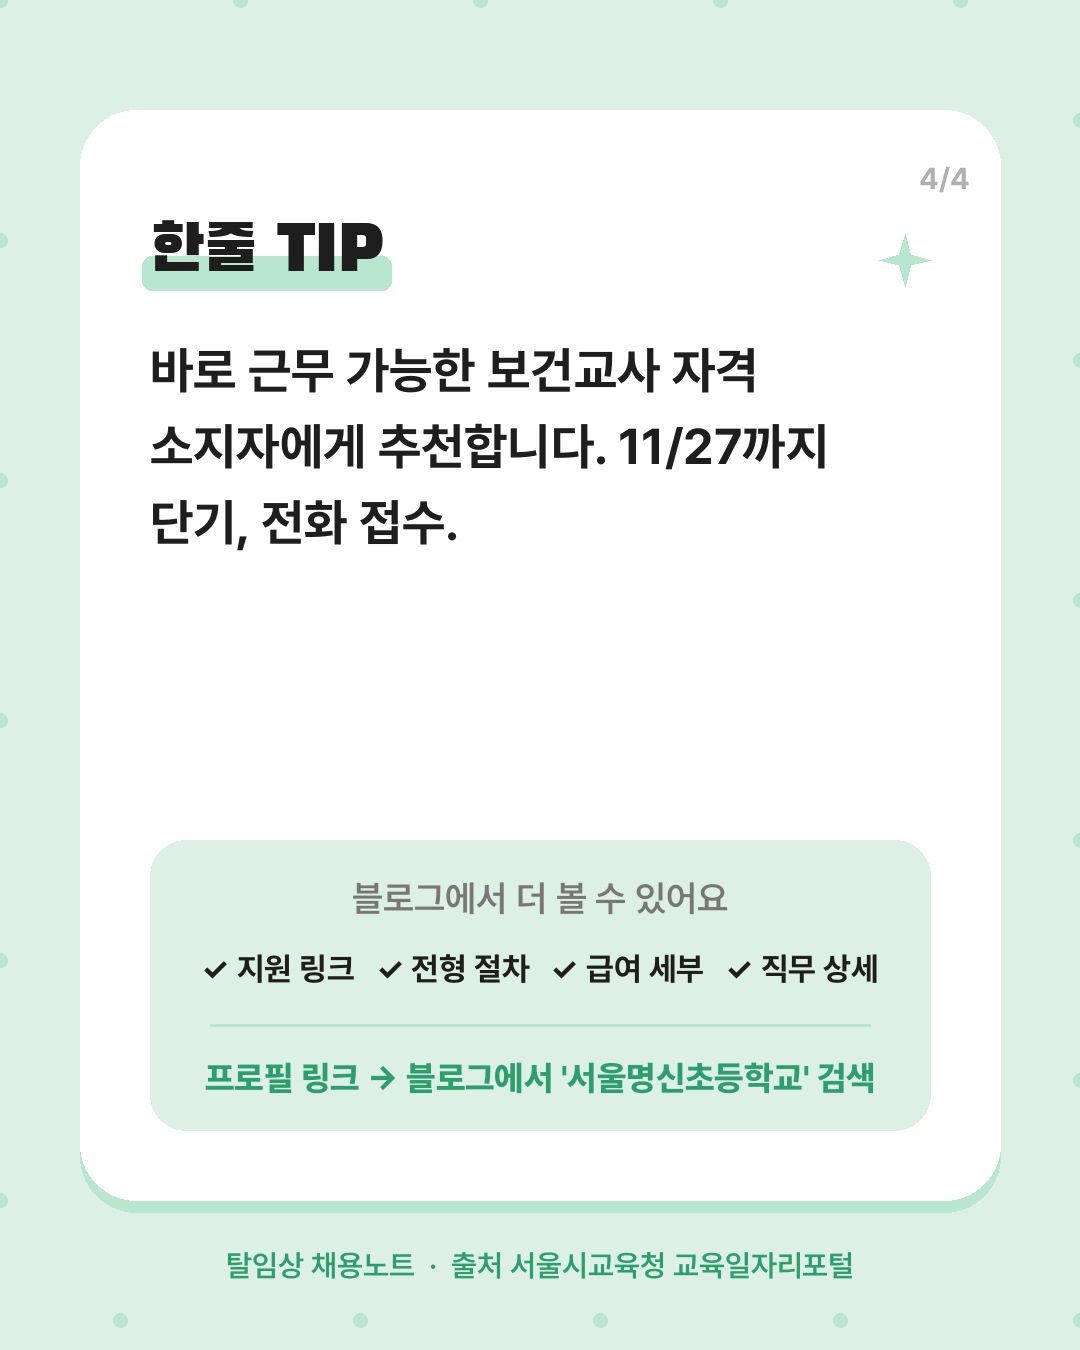 4/4
한줄 TIP
바로 근무 가능한 보건교사 자격
소지자에게 추천합니다. 11/27까지
단기, 전화 접수.
블로그에서 더 볼 수 있어요
✓ 지원 링크 ✓ 전형 절차 ✓ 급여 세부 ✓ 직무 상세
프로필 링크 → 블로그에서 '서울명신초등학교' 검색
탈임상 채용노트 · 출처 서울시교육청 교육일자리포털